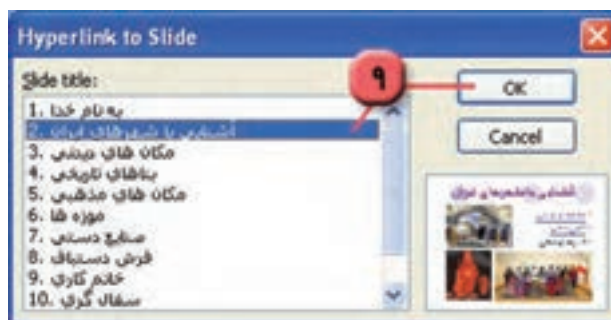 Hyperlink to Slide
Slide title:
1. به نام خدا
2. آشنایی با شهرهای ایران
3. مکان های دیدنی
4. بناهای تاریخی
5. مکان های مذهبی
6. موزه ها
7. صنایع دستی
8. فرش دستباف
9. خاتم کاری
10. سفال گری
۹
OK
Cancel
آشنایی با شهرهای ایران